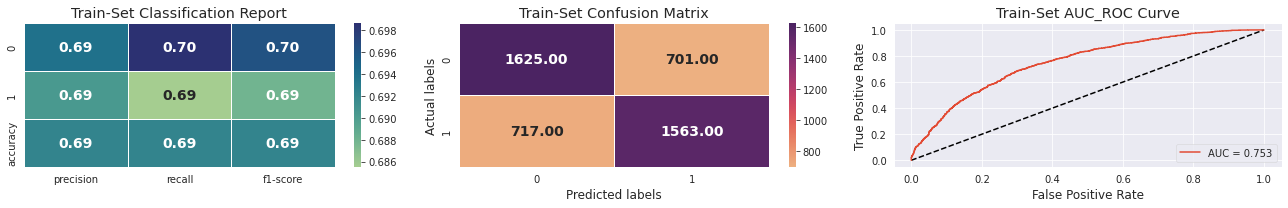 Train-Set Classification Report
0
0.69 0.70 0.70
1
0.69 0.69 0.69
accuracy
0.69 0.69 0.69
precision recall f1-score
0.698
0.696
0.694
0.692
0.690
0.688
0.686
Train-Set Confusion Matrix
Actual labels
0
1625.00 701.00
1
717.00 1563.00
0 1
Predicted labels
1600
1400
1200
1000
800
Train-Set AUC_ROC Curve
True Positive Rate
1.0
0.8
0.6
0.4
0.2
0.0
AUC = 0.753
0.0 0.2 0.4 0.6 0.8 1.0
False Positive Rate